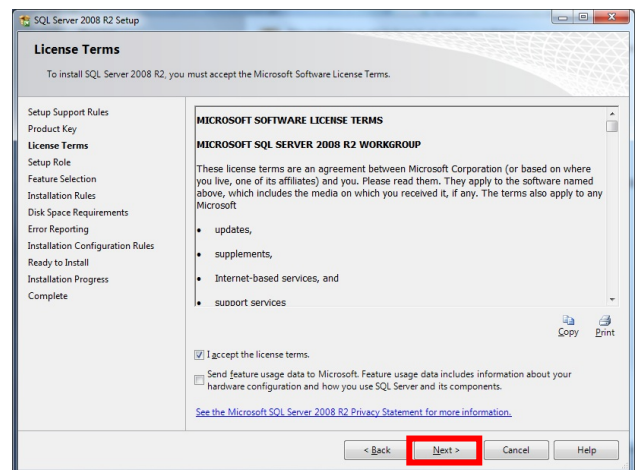 SQL Server 2008 R2 Setup
License Terms
To install SQL Server 2008 R2, you must accept the Microsoft Software License Terms.
Setup Support Rules
Product Key
License Terms
Setup Role
Feature Selection
Installation Rules
Disk Space Requirements
Error Reporting
Installation Configuration Rules
Ready to Install
Installation Progress
Complete
MICROSOFT SOFTWARE LICENSE TERMS
MICROSOFT SQL SERVER 2008 R2 WORKGROUP
These license terms are an agreement between Microsoft Corporation (or based on where
you live, one of its affiliates) and you. Please read them. They apply to the software named
above, which includes the media on which you received it, if any. The terms also apply to any
Microsoft
• updates,
• supplements,
• Internet-based services, and
• support services
Copy Print
I accept the license terms.
Send feature usage data to Microsoft. Feature usage data includes information about your
hardware configuration and how you use SQL Server and its components.
See the Microsoft SQL Server 2008 R2 Privacy Statement for more information.
< Back Next > Cancel Help